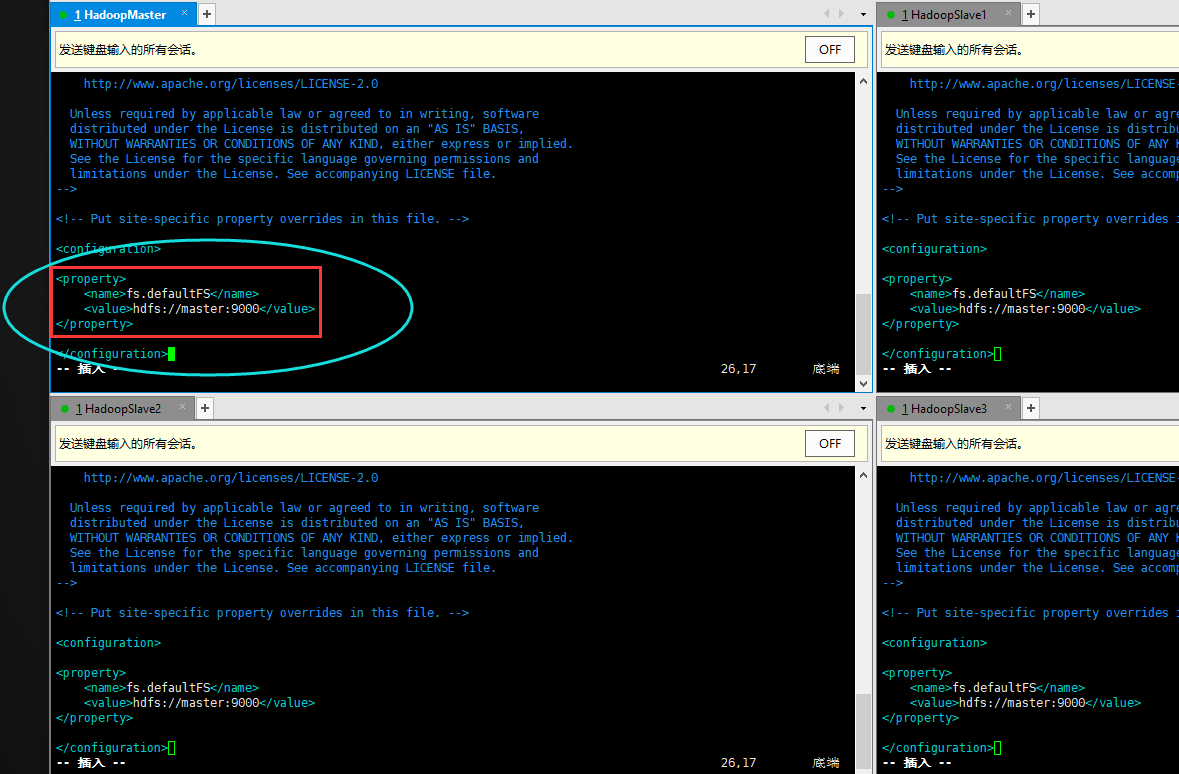 1 HadoopMaster × +
发送键盘输入的所有会话。 OFF
http://www.apache.org/licenses/LICENSE-2.0
Unless required by applicable law or agreed to in writing, software
distributed under the License is distributed on an "AS IS" BASIS,
WITHOUT WARRANTIES OR CONDITIONS OF ANY KIND, either express or implied.
See the License for the specific language governing permissions and
limitations under the License. See accompanying LICENSE file.
-->
<!-- Put site-specific property overrides in this file. -->
<configuration>
<property>
<name>fs.defaultFS</name>
<value>hdfs://master:9000</value>
</property>
</configuration>
-- 插入 -- 26,17 底端
1 HadoopSlave1 × +
发送键盘输入的所有会话。
http://www.apache.org/licenses/LICENSE-
Unless required by applicable law or agre
distributed under the License is distribu
WITHOUT WARRANTIES OR CONDITIONS OF ANY K
See the License for the specific language
limitations under the License. See accomp
-->
<!-- Put site-specific property overrides i
<configuration>
<property>
<name>fs.defaultFS</name>
<value>hdfs://master:9000</value>
</property>
</configuration>
-- 插入 --
1 HadoopSlave2 × +
发送键盘输入的所有会话。 OFF
http://www.apache.org/licenses/LICENSE-2.0
Unless required by applicable law or agreed to in writing, software
distributed under the License is distributed on an "AS IS" BASIS,
WITHOUT WARRANTIES OR CONDITIONS OF ANY KIND, either express or implied.
See the License for the specific language governing permissions and
limitations under the License. See accompanying LICENSE file.
-->
<!-- Put site-specific property overrides in this file. -->
<configuration>
<property>
<name>fs.defaultFS</name>
<value>hdfs://master:9000</value>
</property>
</configuration>
-- 插入 -- 26,17 底端
1 HadoopSlave3 × +
发送键盘输入的所有会话。
http://www.apache.org/licenses/LICENSE-
Unless required by applicable law or agre
distributed under the License is distribu
WITHOUT WARRANTIES OR CONDITIONS OF ANY K
See the License for the specific language
limitations under the License. See accomp
-->
<!-- Put site-specific property overrides i
<configuration>
<property>
<name>fs.defaultFS</name>
<value>hdfs://master:9000</value>
</property>
</configuration>
-- 插入 --